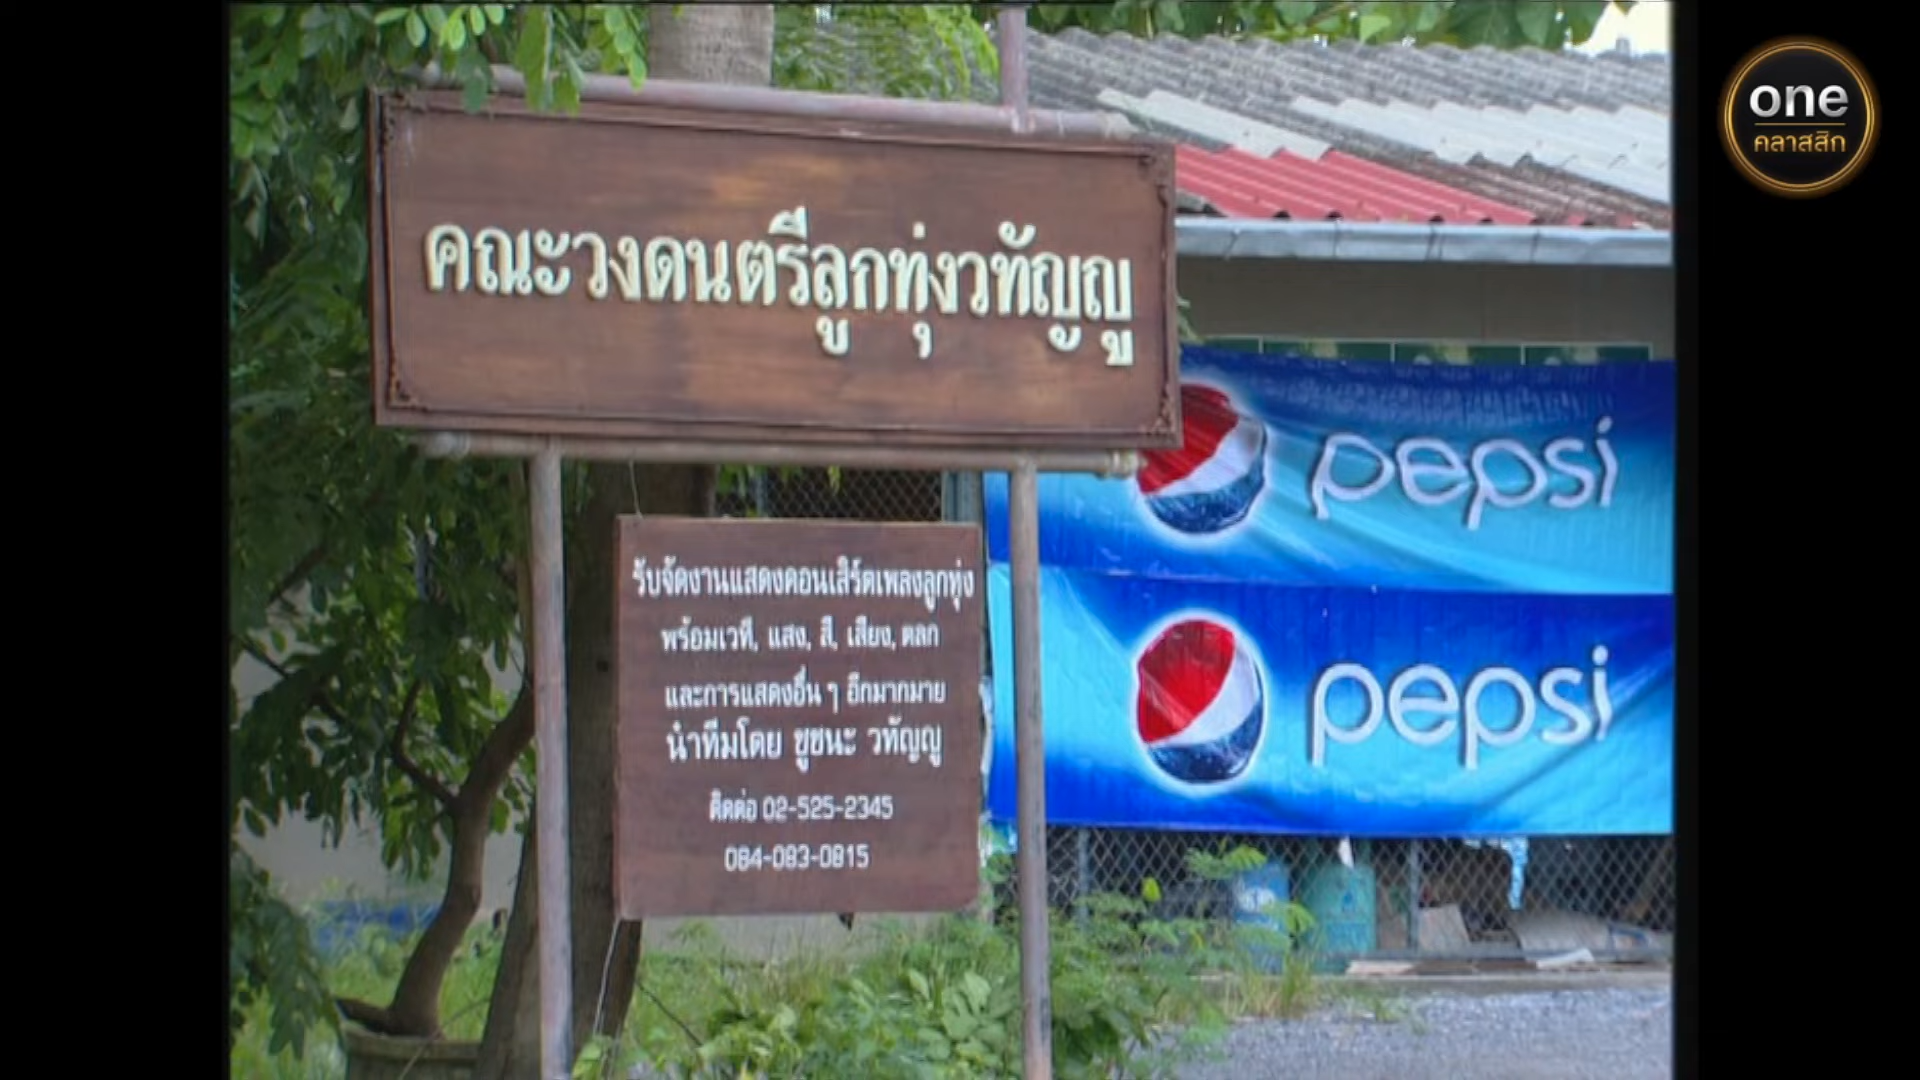 one
คลาสสิก
คณะวงดนตรีลูกทุ่งวทัญญู
pepsi
รับจัดงานแสดงคอนเสิร์ตเพลงลูกทุ่ง
พร้อมเวที, แสง, สี, เสียง, ตลก
และการแสดงอื่น ๆ อีกมากมาย
นำทีมโดย ชูชนะ วทัญญู
ติดต่อ 02-525-2345
084-083-0815
pepsi